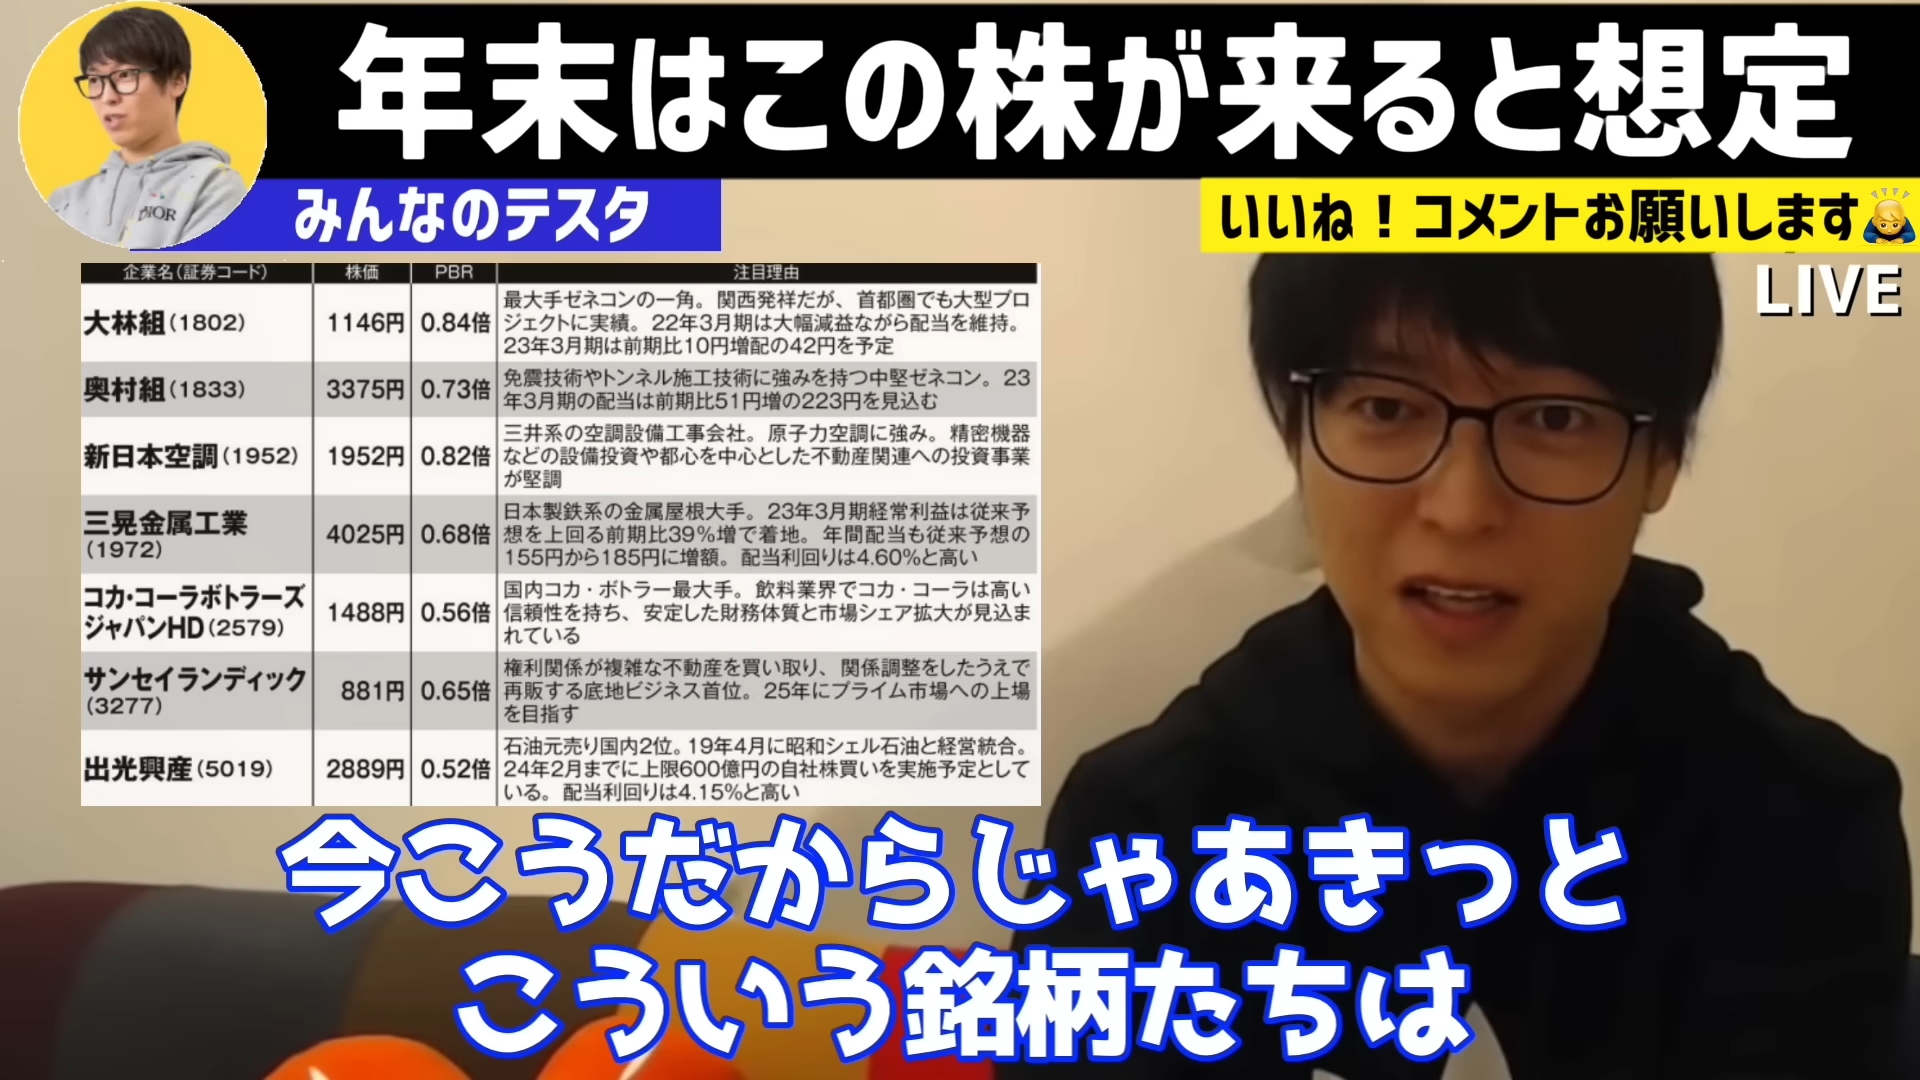 年末はこの株が来ると想定
みんなのテスタ
いいね！コメントお願いします
LIVE
DIOR
企業名（証券コード） 株価 PBR 注目理由
大林組（1802） 1146円 0.84倍
最大手ゼネコンの一角。関西発祥だが、首都圏でも大型プロ
ジェクトに実績。22年3月期は大幅減益ながら配当を維持。
23年3月期は前期比10円増配の42円を予定
奥村組（1833） 3375円 0.73倍
免震技術やトンネル施工技術に強みを持つ中堅ゼネコン。23
年3月期の配当は前期比51円増の223円を見込む
新日本空調（1952） 1952円 0.82倍
三井系の空調設備工事会社。原子力空調に強み。精密機器
などの設備投資や都心を中心とした不動産関連への投資事業
が堅調
三晃金属工業
（1972） 4025円 0.68倍
日本製鉄系の金属屋根大手。23年3月期経常利益は従来予
想を上回る前期比39%増で着地。年間配当も従来予想の
155円から185円に増額。配当利回りは4.60%と高い
コカ・コーラボトラーズ
ジャパンHD（2579） 1488円 0.56倍
国内コカ・ボトラー最大手。飲料業界でコカ・コーラは高い
信頼性を持ち、安定した財務体質と市場シェア拡大が見込ま
れている
サンセイランディック
（3277） 881円 0.65倍
権利関係が複雑な不動産を買い取り、関係調整をしたうえで
再販する底地ビジネス首位。25年にプライム市場への上場
を目指す
出光興産（5019） 2889円 0.52倍
石油元売り国内2位。19年4月に昭和シェル石油と経営統合。
24年2月までに上限600億円の自社株買いを実施予定として
いる。配当利回りは4.15%と高い
今こうだからじゃあきっと
こういう銘柄たちは